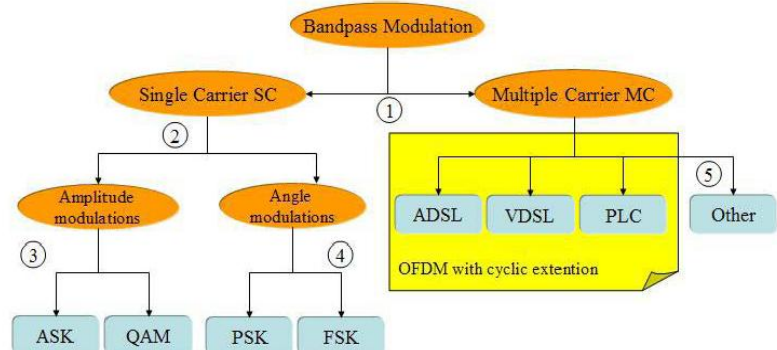 Bandpass Modulation
Single Carrier SC
1
Multiple Carrier MC
2
5
Amplitude
modulations
Angle
modulations
ADSL
VDSL
PLC
Other
3
4
OFDM with cyclic extention
ASK
QAM
PSK
FSK